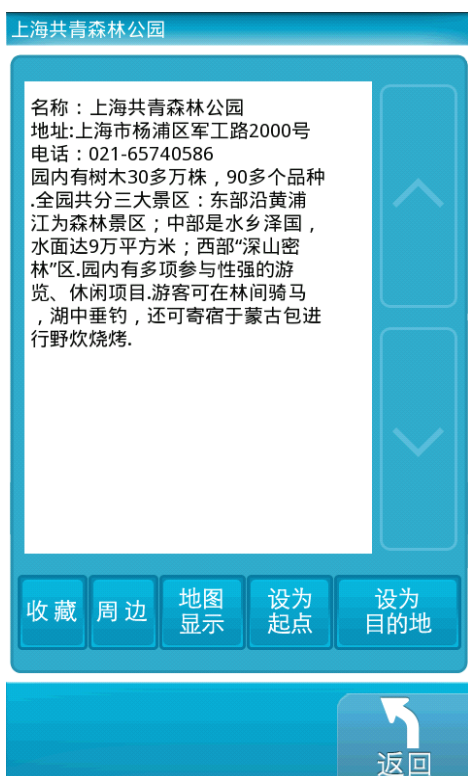 上海共青森林公园
名称：上海共青森林公园
地址:上海市杨浦区军工路2000号
电话：021-65740586
园内有树木30多万株，90多个品种
.全园共分三大景区：东部沿黄浦
江为森林景区；中部是水乡泽国，
水面达9万平方米；西部“深山密
林”区.园内有多项参与性强的游
览、休闲项目.游客可在林间骑马
，湖中垂钓，还可寄宿于蒙古包进
行野炊烧烤.
收藏 周边 地图显示 设为起点 设为目的地
返回